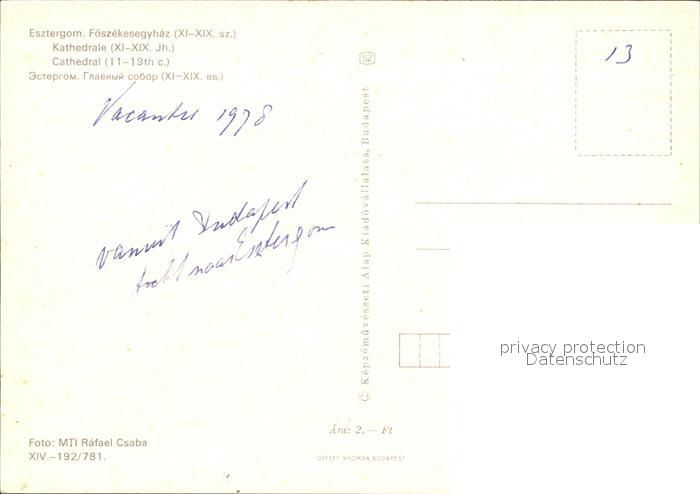 Esztergom. Főszékesegyház (XI–XIX. sz.)
Kathedrale (XI–XIX. Jh.)
Cathedral (11–19th c.)
Эстергом. Главный собор (XI–XIX. вв.)
Vacantie 1978
vanuit Budapest
tocht naar Esztergom
13
SZ
© Képzőművészeti Alap Kiadóvállalata, Budapest
privacy protection
Datenschutz
Ára: 2,— Ft
OFFSET-NYOMDA, BUDAPEST
Foto: MTI Ráfael Csaba
XIV.–192/781.